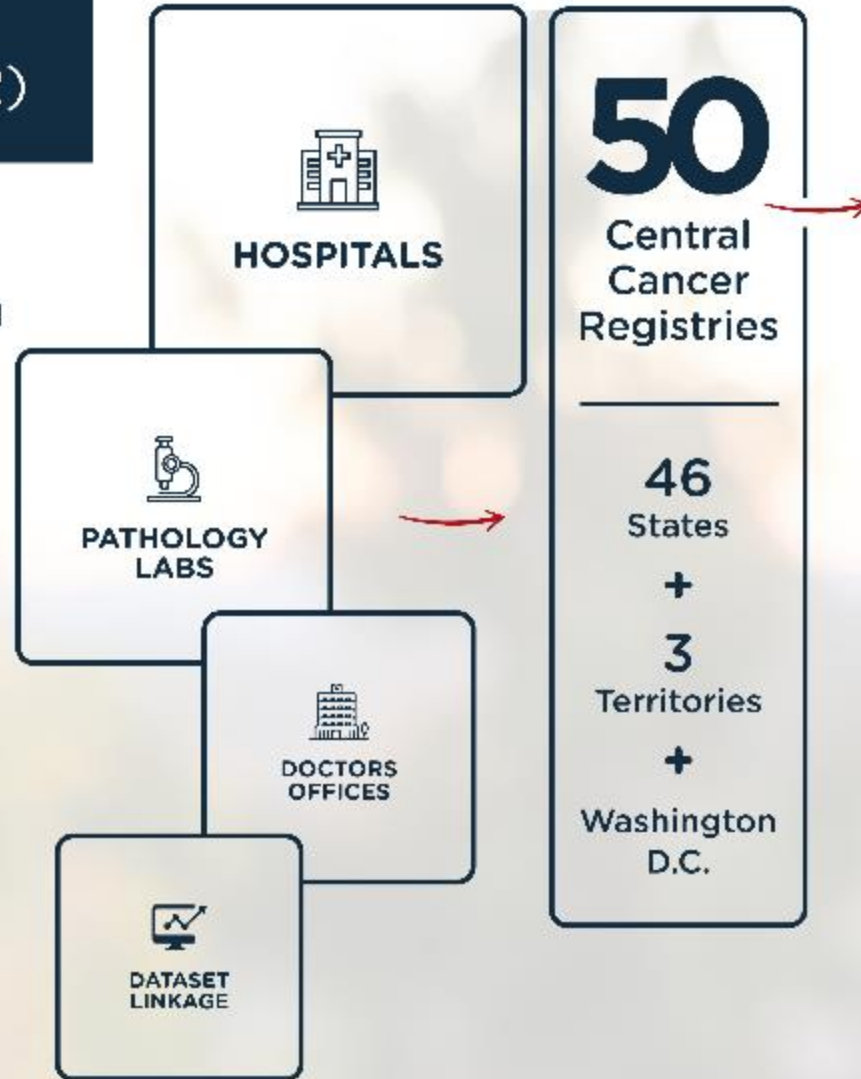 HOSPITALS
PATHOLOGY
LABS
DOCTORS
OFFICES
DATASET
LINKAGE
50
Central
Cancer
Registries
46
States
+
3
Territories
+
Washington
D.C.